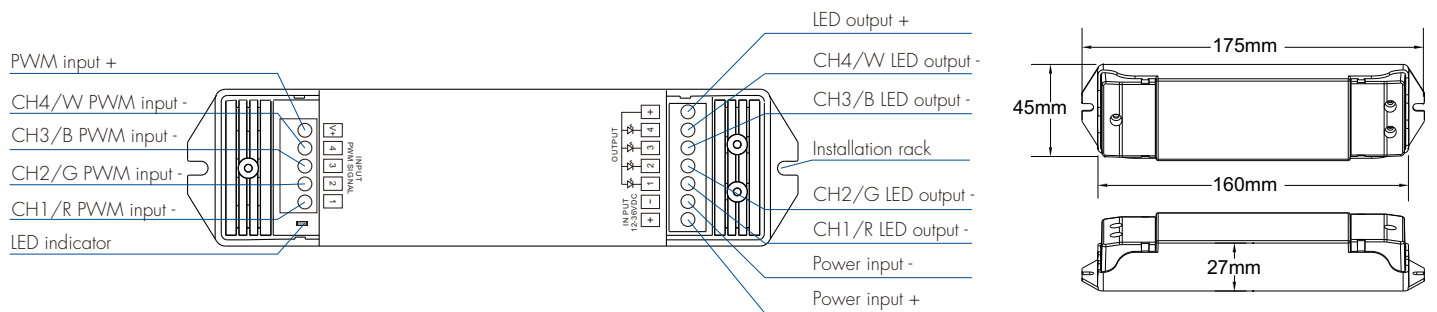 PWM input +
CH4/W PWM input -
CH3/B PWM input -
CH2/G PWM input -
CH1/R PWM input -
LED indicator
V+
4
3
2
1
INPUT
PWM SIGNAL
OUTPUT
+
4
3
2
1
-
+
INPUT
12-36VDC
LED output +
CH4/W LED output -
CH3/B LED output -
Installation rack
CH2/G LED output -
CH1/R LED output -
Power input -
Power input +
175mm
45mm
160mm
27mm